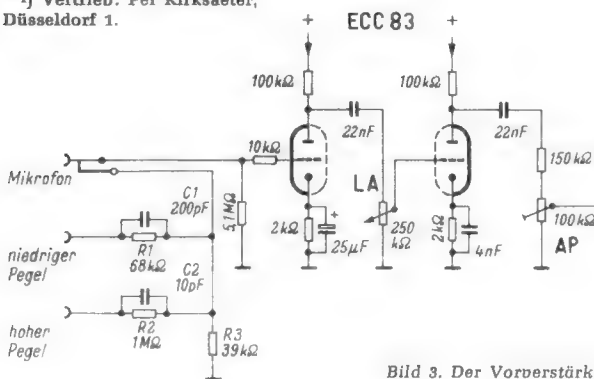 ¹) Vertrieb: Per Kirksaeter,
Düsseldorf 1.
+
ECC 83
+
100kΩ
22nF
100kΩ
22nF
10kΩ
150kΩ
Mikrofon
C1
200pF
5,1MΩ
LA
2kΩ
+
25µF
250
kΩ
2kΩ
4nF
100kΩ
AP
niedriger
Pegel
R1
68kΩ
C2
10pF
hoher
Pegel
R2
1MΩ
R3
39kΩ
Bild 3. Der Vorverstärk